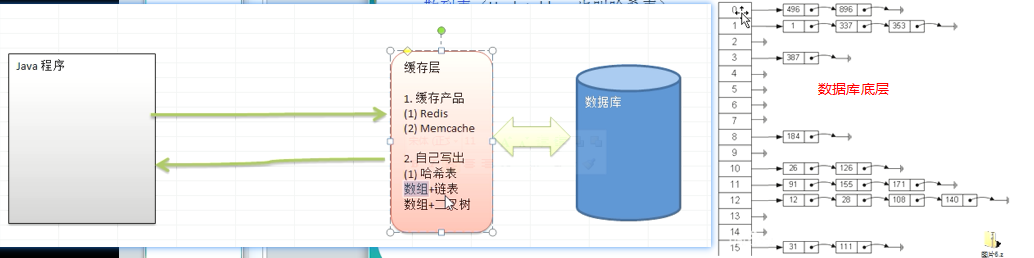 散列表
Java 程序
缓存层
1. 缓存产品
(1) Redis
(2) Memcache
2. 自己写出
(1) 哈希表
数组+链表
数组+二叉树
数据库
数据库底层
0 496 896
1 1 337 353
2
3 387
4
5
6
7
8 184
9
10 26 126
11 91 155 171
12 12 28 108 140
13
14
15 31 111